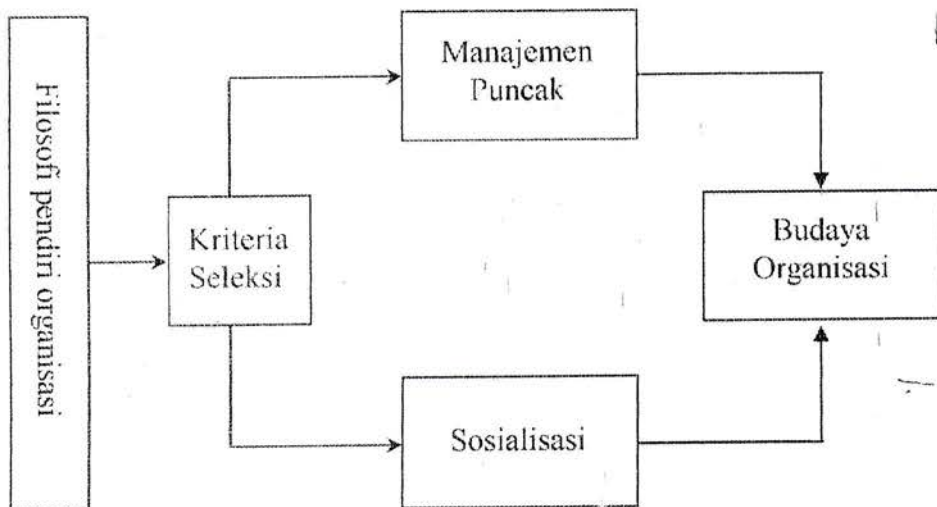 Filosofi pendiri organisasi
Kriteria
Seleksi
Manajemen
Puncak
Sosialisasi
Budaya
Organisasi